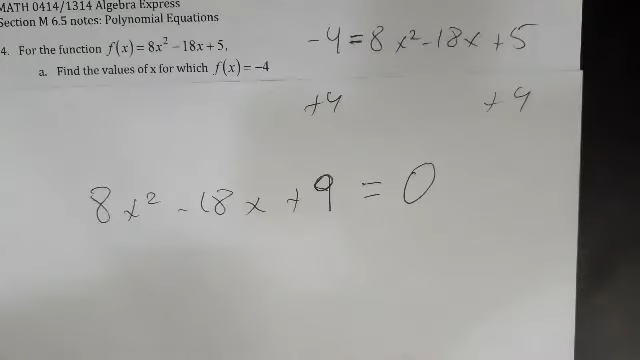 MATH 0414/1314 Algebra Express
Section M 6.5 notes: Polynomial Equations
4. For the function f(x) = 8x² − 18x + 5,
a. Find the values of x for which f(x) = −4
-4 = 8x² - 18x + 5
+4 +4
8x² - 18x + 9 = 0